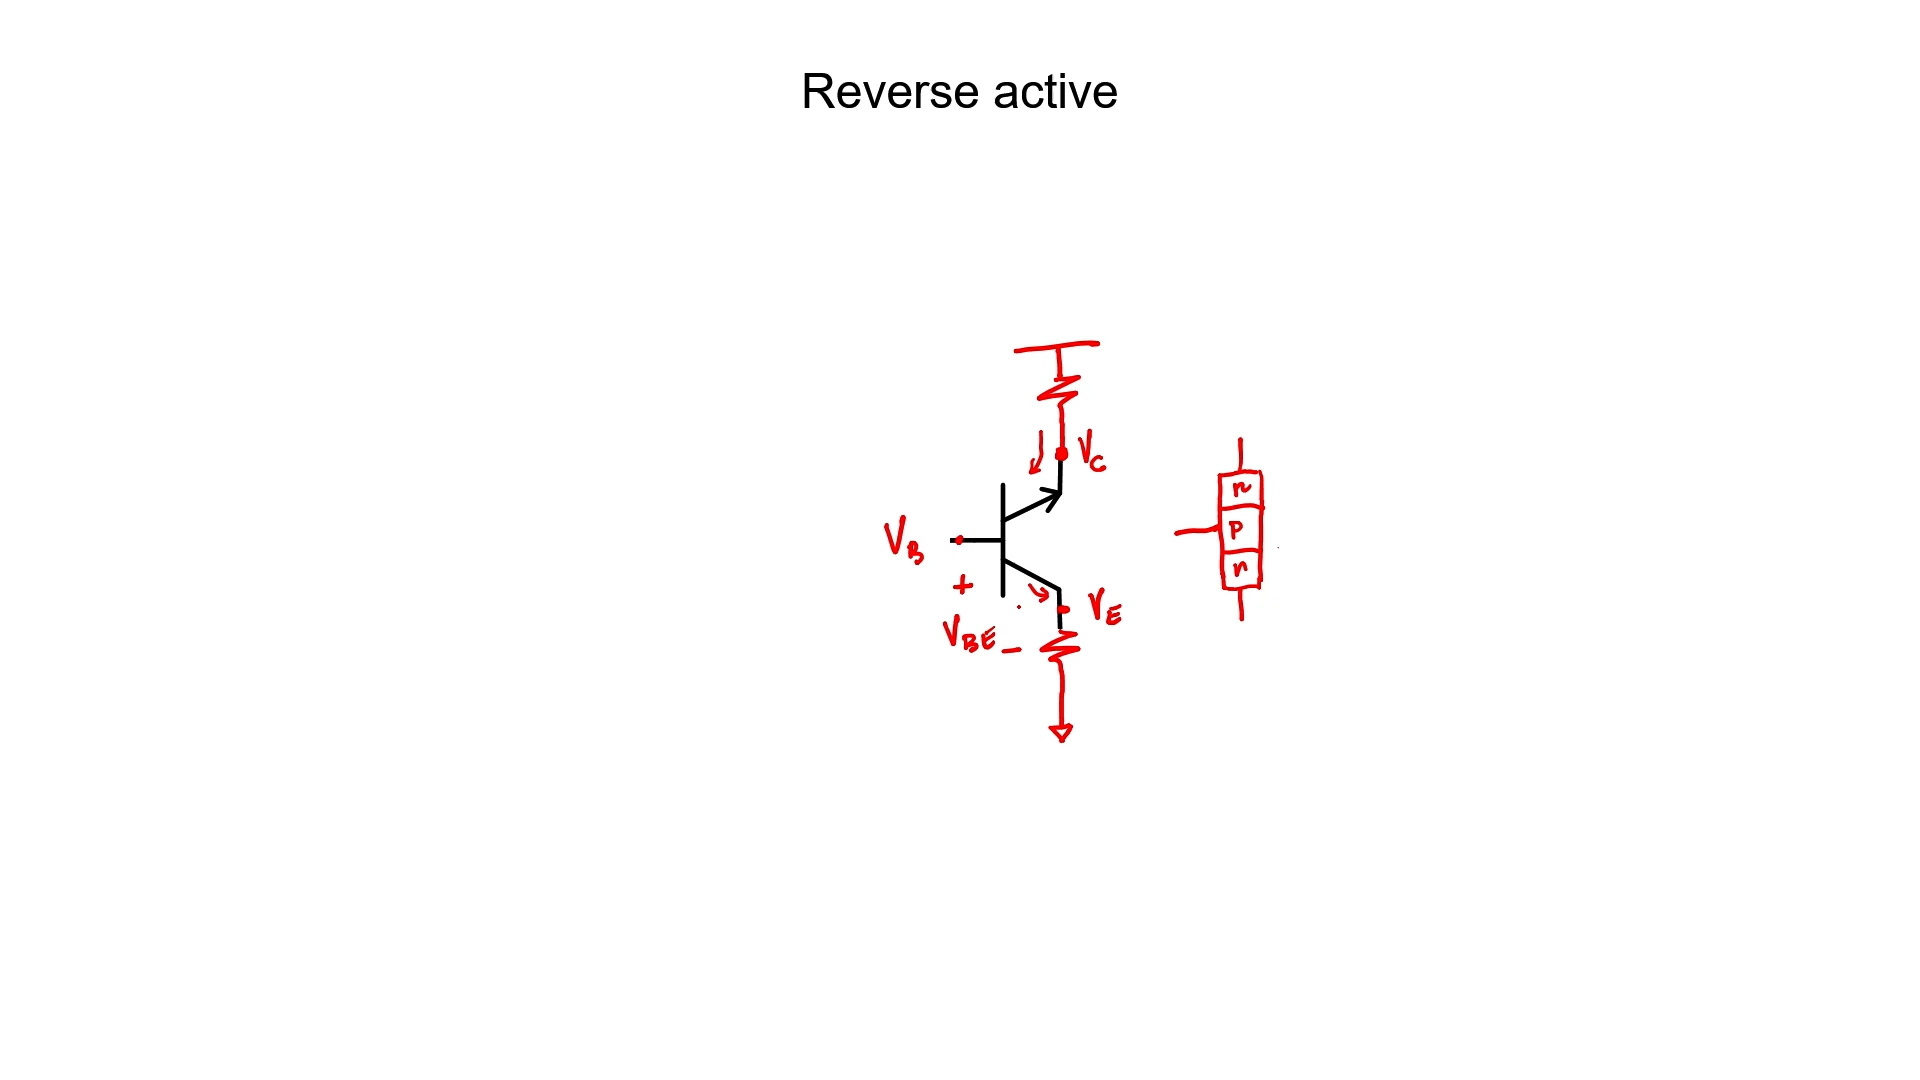 Reverse active
V_C
n
V_B
p
n
+
V_E
V_BE
−